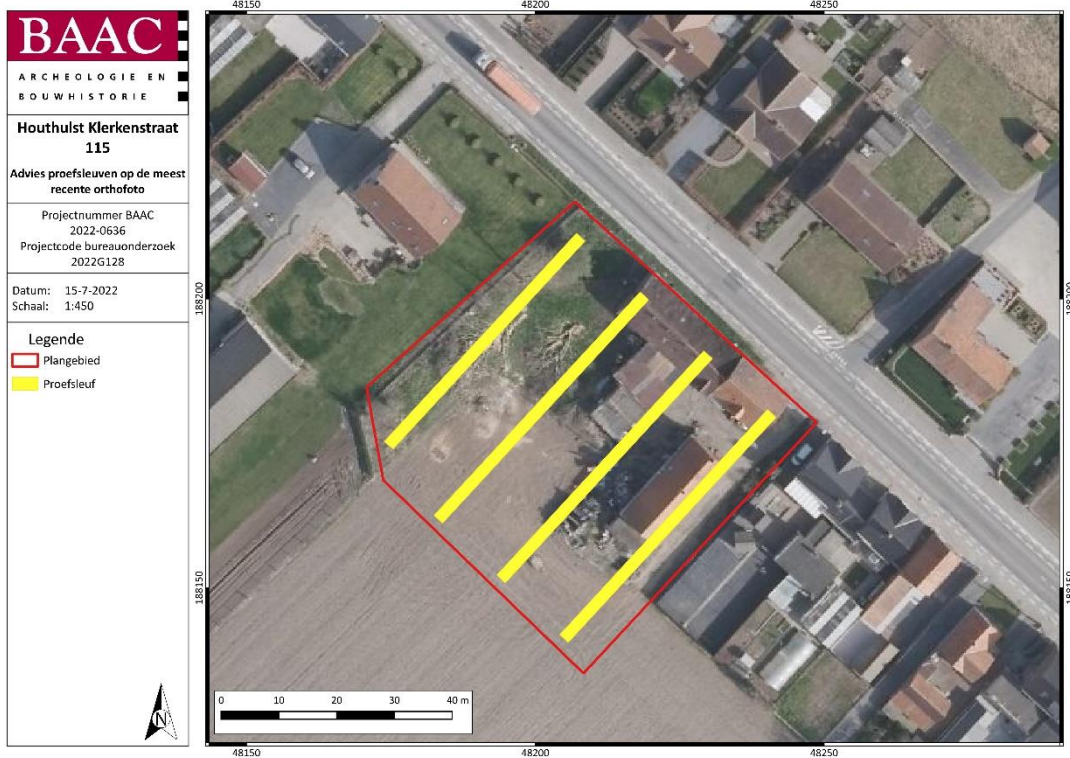 BAAC
ARCHEOLOGIE EN
BOUWHISTORIE
Houthulst Klerkenstraat
115
Advies proefsleuven op de meest
recente orthofoto
Projectnummer BAAC
2022-0636
Projectcode bureauonderzoek
2022G128
Datum: 15-7-2022
Schaal: 1:450
Legende
Plangebied
Proefsleuf
N
48150
48200
48250
188200
188200
188150
188150
0 10 20 30 40 m
48150
48200
48250